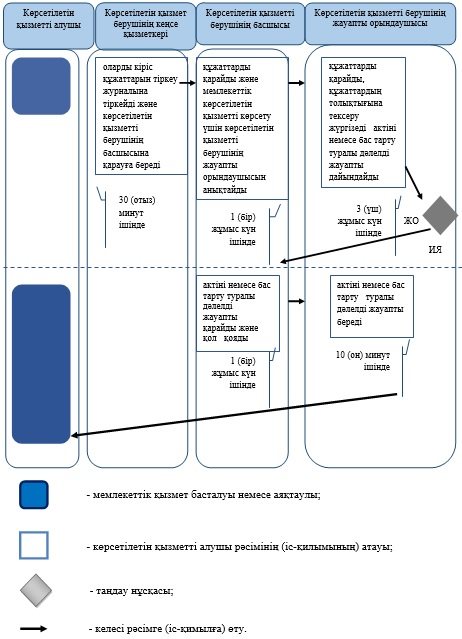 Көрсетілетін
қызметті алушы
Көрсетілетін қызмет
берушінің кеңсе
қызметкері
Көрсетілетін қызметті
берушінің басшысы
Көрсетілетін қызметті берушінің
жауапты орындаушысы
оларды кіріс
құжаттарын тіркеу
журналына
тіркейді және
көрсетілетін
қызметті
берушінің
басшысына
қарауға береді
30 (отыз)
минут
ішінде
құжаттарды
қарайды және
мемлекеттік
көрсетілетін
қызметті көрсету
үшін көрсетілетін
қызметті
берушінің
жауапты
орындаушысын
анықтайды
1 (бір)
жұмыс күн
ішінде
құжаттарды
қарайды,
құжаттардың
толықтығына
тексеру
жүргізеді актіні
немесе бас тарту
туралы дәлелді
жауапты
дайындайды
3 (үш)
жұмыс күн
ішінде
ЖО
ИЯ
актіні немесе бас
тарту туралы
дәлелді
жауапты
қарайды және
қол қояды
1 (бір)
жұмыс күн
ішінде
актіні немесе бас
тарту туралы
дәлелді жауапты
береді
10 (он) минут
ішінде
- мемлекеттік қызмет басталуы немесе аяқталуы;
- көрсетілетін қызметті алушы рәсімінің (іс-қилымының) атауы;
- таңдау нұсқасы;
- келесі рәсімге (іс-қимылға) өту.